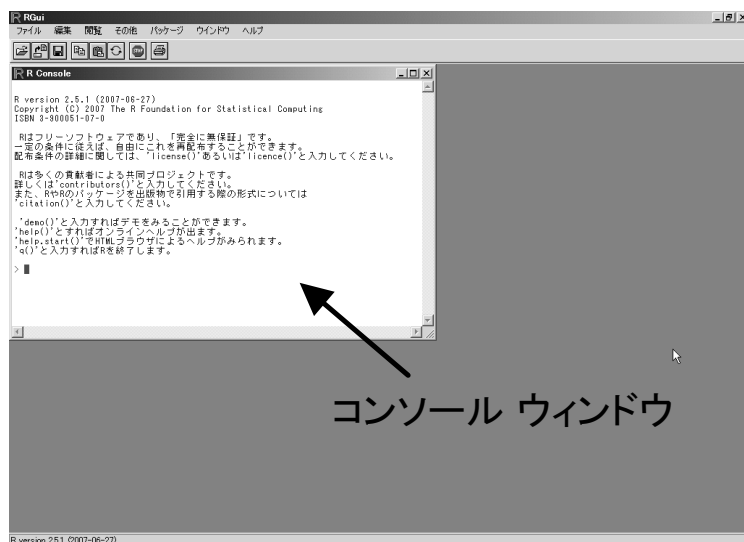 RGui
ファイル 編集 閲覧 その他 パッケージ ウインドウ ヘルプ
R Console
R version 2.5.1 (2007-06-27)
Copyright (C) 2007 The R Foundation for Statistical Computing
ISBN 3-900051-07-0
Rはフリーソフトウェアであり、「完全に無保証」です。
一定の条件に従えば、自由にこれを再配布することができます。
配布条件の詳細に関しては、'license()'あるいは'licence()'と入力してください。
Rは多くの貢献者による共同プロジェクトです。
詳しくは'contributors()'と入力してください。
また、RやRのパッケージを出版物で引用する際の形式については
'citation()'と入力してください。
'demo()'と入力すればデモをみることができます。
'help()'とすればオンラインヘルプが出ます。
'help.start()'でHTMLブラウザによるヘルプがみられます。
'q()'と入力すればRを終了します。
>
コンソール ウィンドウ
R version 2.5.1 (2007-06-27)